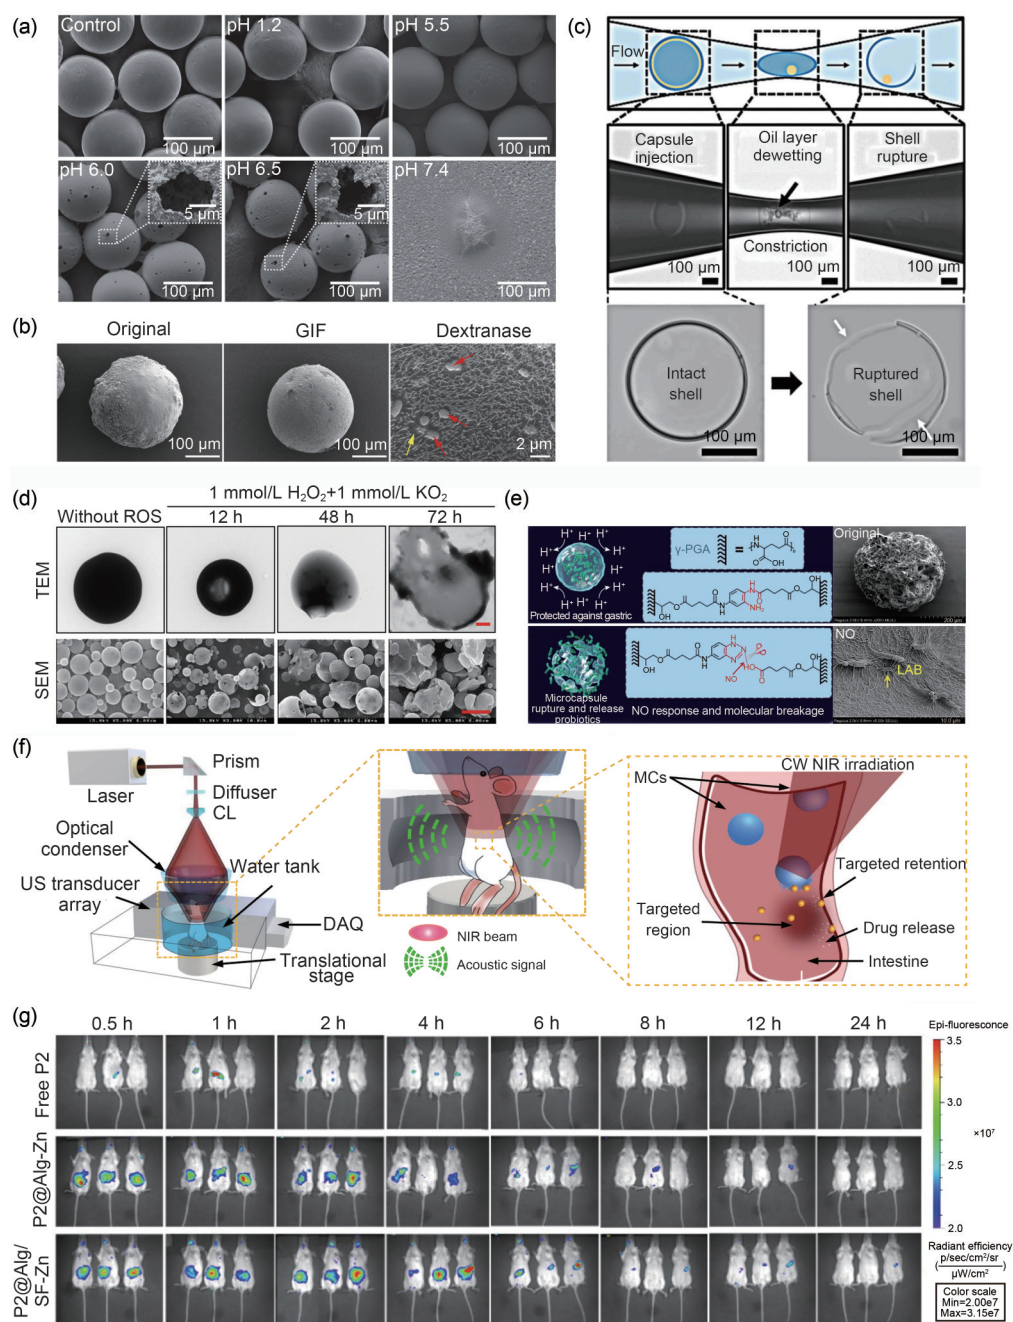 (a)
Control
pH 1.2
pH 5.5
100 μm
100 μm
100 μm
pH 6.0
pH 6.5
pH 7.4
5 μm
5 μm
100 μm
100 μm
100 μm
(b)
Original
GIF
Dextranase
100 μm
100 μm
2 μm
(c)
Flow
Capsule
injection
Oil layer
dewetting
Shell
rupture
Constriction
100 μm
100 μm
100 μm
Intact
shell
Ruptured
shell
100 μm
100 μm
(d)
1 mmol/L H₂O₂+1 mmol/L KO₂
Without ROS
12 h
48 h
72 h
TEM
SEM
(e)
H⁺
H⁺
H⁺
H⁺
H⁺
H⁺
H⁺
H⁺
H⁺
H⁺
Protected against gastric
γ-PGA
=
Original
200 μm
Microcapsule
rupture and release
probiotics
NO
NO response and molecular breakage
NO
LAB
10.0 μm
(f)
Prism
Laser
Diffuser
CL
Optical
condenser
Water tank
US transducer
array
DAQ
Translational
stage
NIR beam
Acoustic signal
MCs
CW NIR irradiation
Targeted retention
Targeted
region
Drug release
Intestine
(g)
0.5 h
1 h
2 h
4 h
6 h
8 h
12 h
24 h
Free P2
P2@Alg-Zn
P2@Alg/
SF-Zn
Epi-fluoresconce
3.5
3.0
×10⁷
2.5
2.0
Radiant efficiency
(p/sec/cm²/sr
μW/cm²)
Color scale
Min=2.00e7
Max=3.15e7